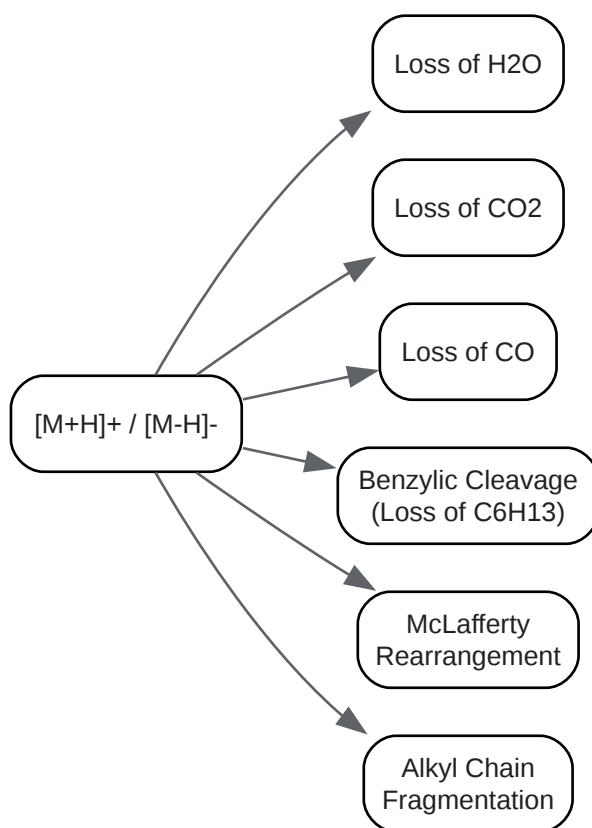 Loss of H2O
Loss of CO2
Loss of CO
[M+H]+ / [M-H]-
Benzylic Cleavage
(Loss of C6H13)
McLafferty
Rearrangement
Alkyl Chain
Fragmentation